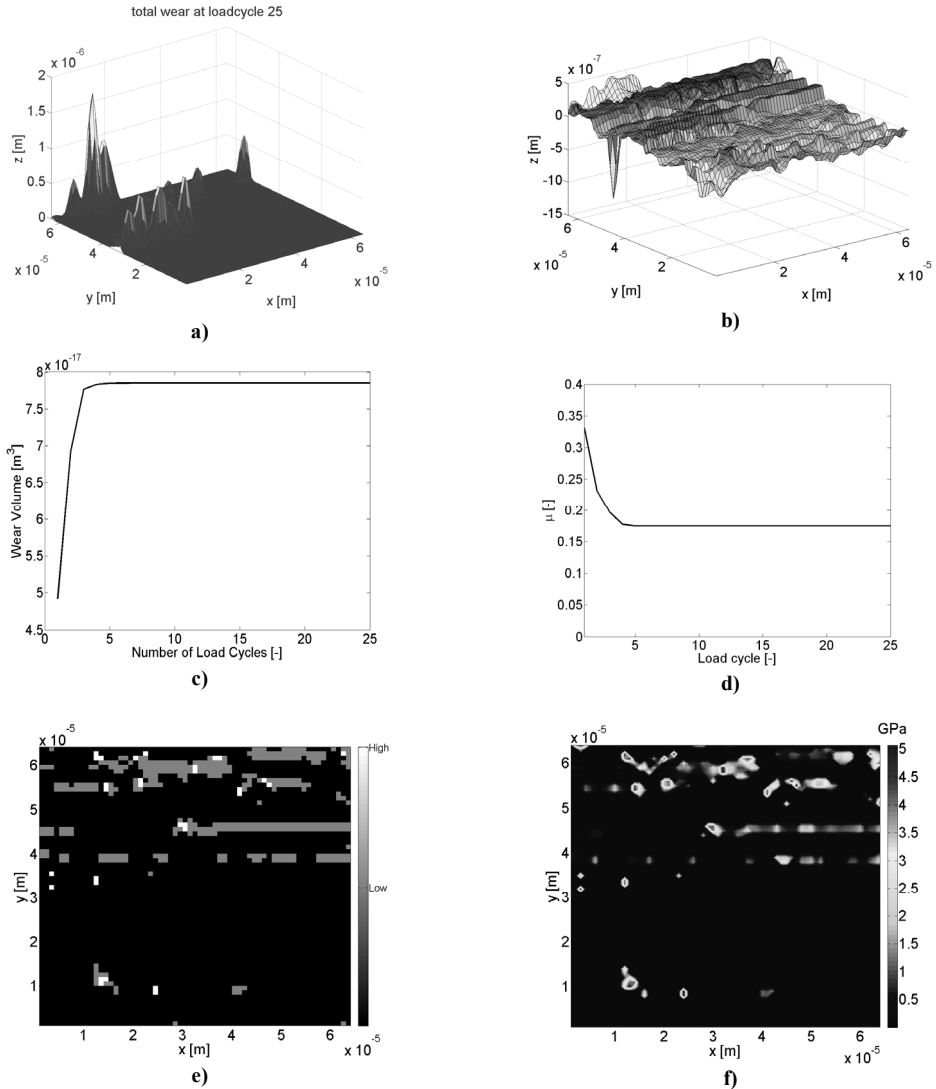 total wear at loadcycle 25
x 10^-6
2
1.5
1
0.5
0
z [m]
6
4
2
x 10^-5
y [m]
2
4
6
x 10^-5
x [m]
a)
x 10^-7
5
0
-5
-10
-15
z [m]
6
4
2
x 10^-5
y [m]
2
4
6
x 10^-5
x [m]
b)
x 10^-17
8
7.5
7
6.5
6
5.5
5
4.5
Wear Volume [m^3]
0 5 10 15 20 25
Number of Load Cycles [-]
c)
0.4
0.35
0.3
0.25
0.2
0.15
0.1
0.05
0
μ [-]
5 10 15 20 25
Load cycle [-]
d)
x 10^-5
6
5
4
3
2
1
y [m]
1 2 3 4 5 6
x [m]
x 10^-5
High
Low
e)
x 10^-5
6
5
4
3
2
1
y [m]
1 2 3 4 5 6
x [m]
x 10^-5
GPa
5
4.5
4
3.5
3
2.5
2
1.5
1
0.5
f)